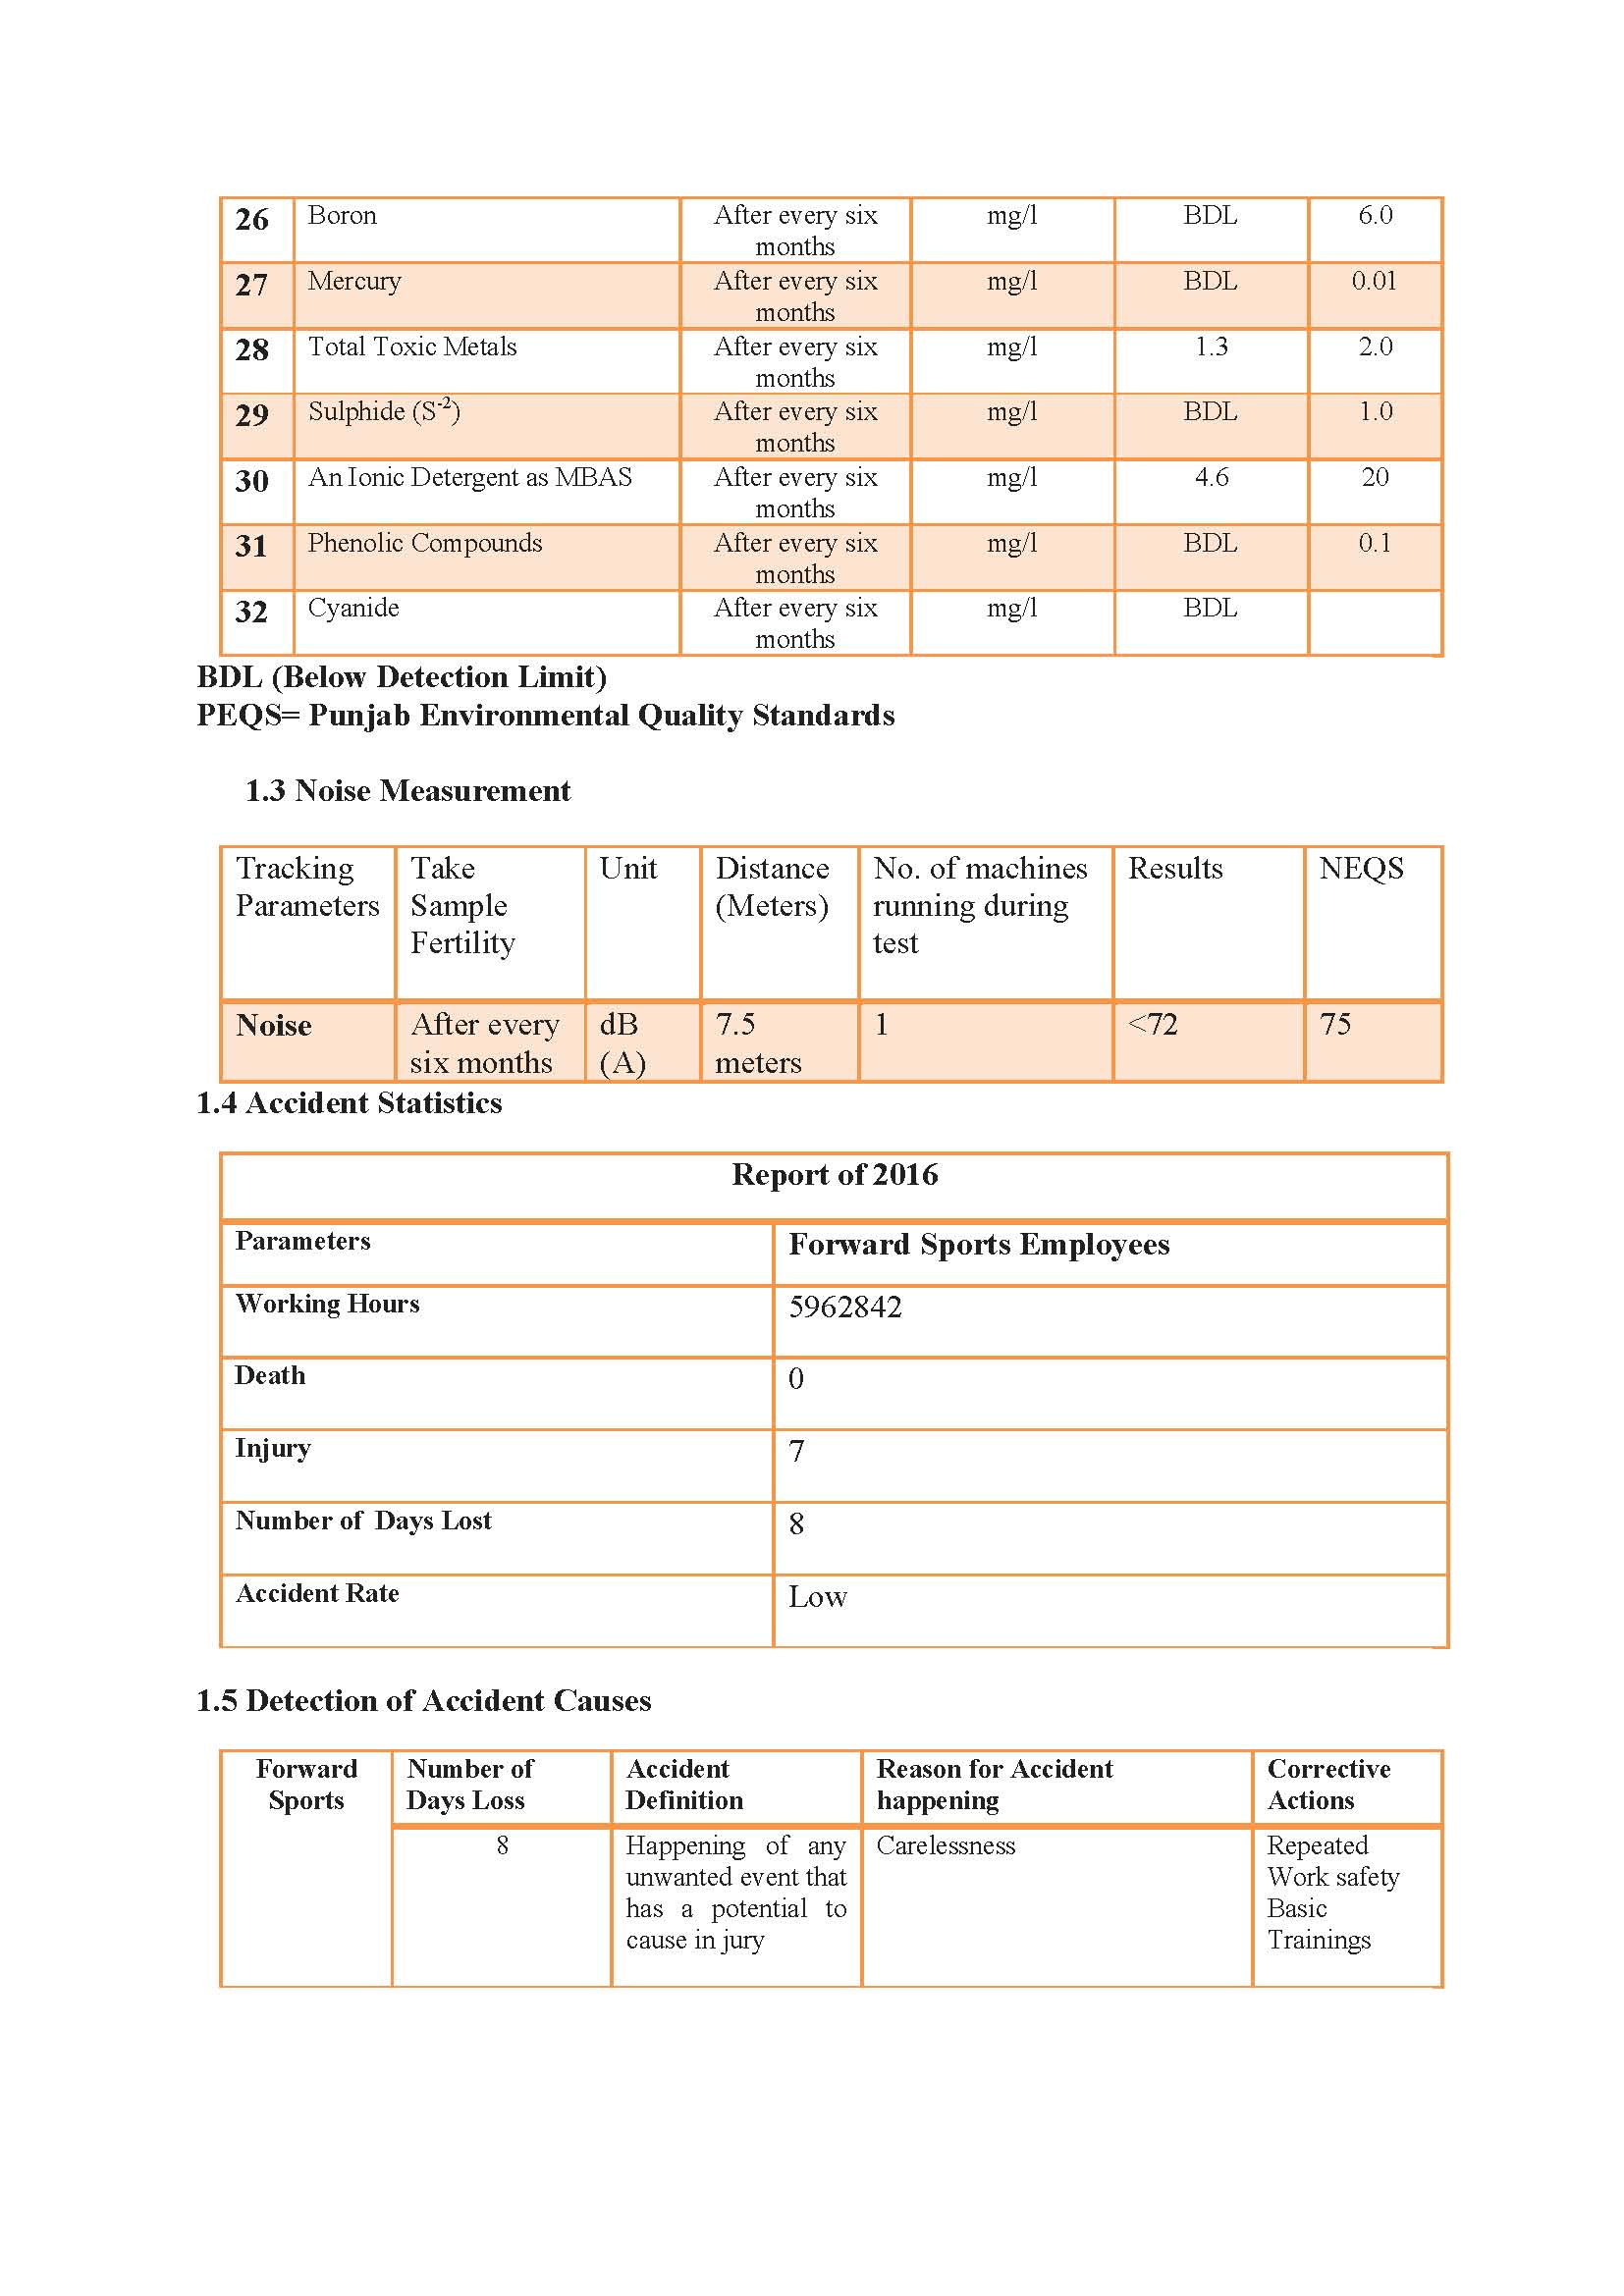 26 Boron After every six mg/l BDL 6.0
months
27 Mercury After every six mg/l BDL 0.01
months
28 Total Toxic Metals After every six mg/l 1.3 2.0
months
29 Sulphide (S⁻²) After every six mg/l BDL 1.0
months
30 An Ionic Detergent as MBAS After every six mg/l 4.6 20
months
31 Phenolic Compounds After every six mg/l BDL 0.1
months
32 Cyanide After every six mg/l BDL
months
BDL (Below Detection Limit)
PEQS= Punjab Environmental Quality Standards
1.3 Noise Measurement
Tracking Take Unit Distance No. of machines Results NEQS
Parameters Sample (Meters) running during
Fertility test
Noise After every dB 7.5 1 <72 75
six months (A) meters
1.4 Accident Statistics
Report of 2016
Parameters Forward Sports Employees
Working Hours 5962842
Death 0
Injury 7
Number of Days Lost 8
Accident Rate Low
1.5 Detection of Accident Causes
Forward Number of Accident Reason for Accident Corrective
Sports Days Loss Definition happening Actions
8 Happening of any Carelessness Repeated
unwanted event that Work safety
has a potential to Basic
cause in jury Trainings